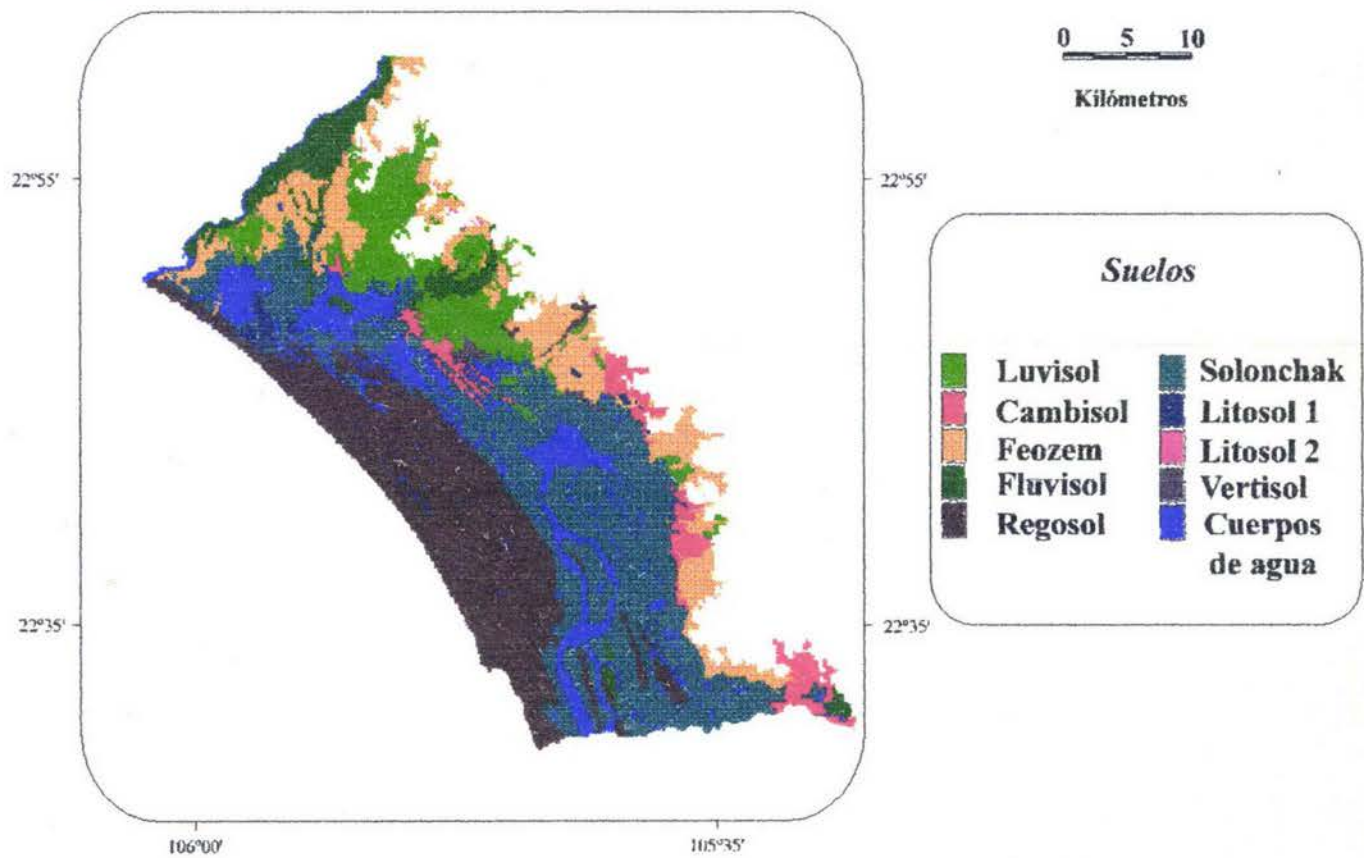 0 5 10
Kilómetros
22°55'
22°55'
Suelos
Luvisol
Cambisol
Feozem
Fluvisol
Regosol
Solonchak
Litosol 1
Litosol 2
Vertisol
Cuerpos
de agua
22°35'
22°35'
106°00'
105°35'